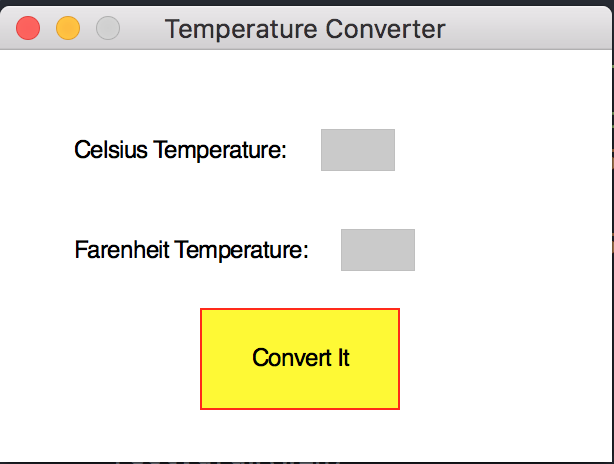 Temperature Converter
Celsius Temperature:
Farenheit Temperature:
Convert It